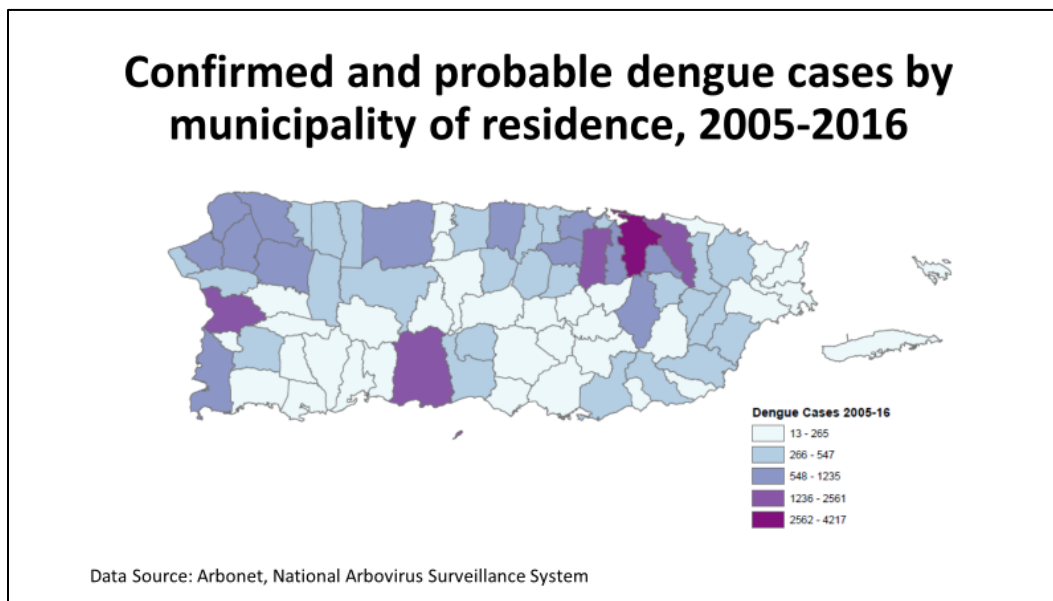 Confirmed and probable dengue cases by
municipality of residence, 2005-2016
Dengue Cases 2005-16
13 - 265
266 - 547
548 - 1235
1236 - 2561
2562 - 4217
Data Source: Arbonet, National Arbovirus Surveillance System